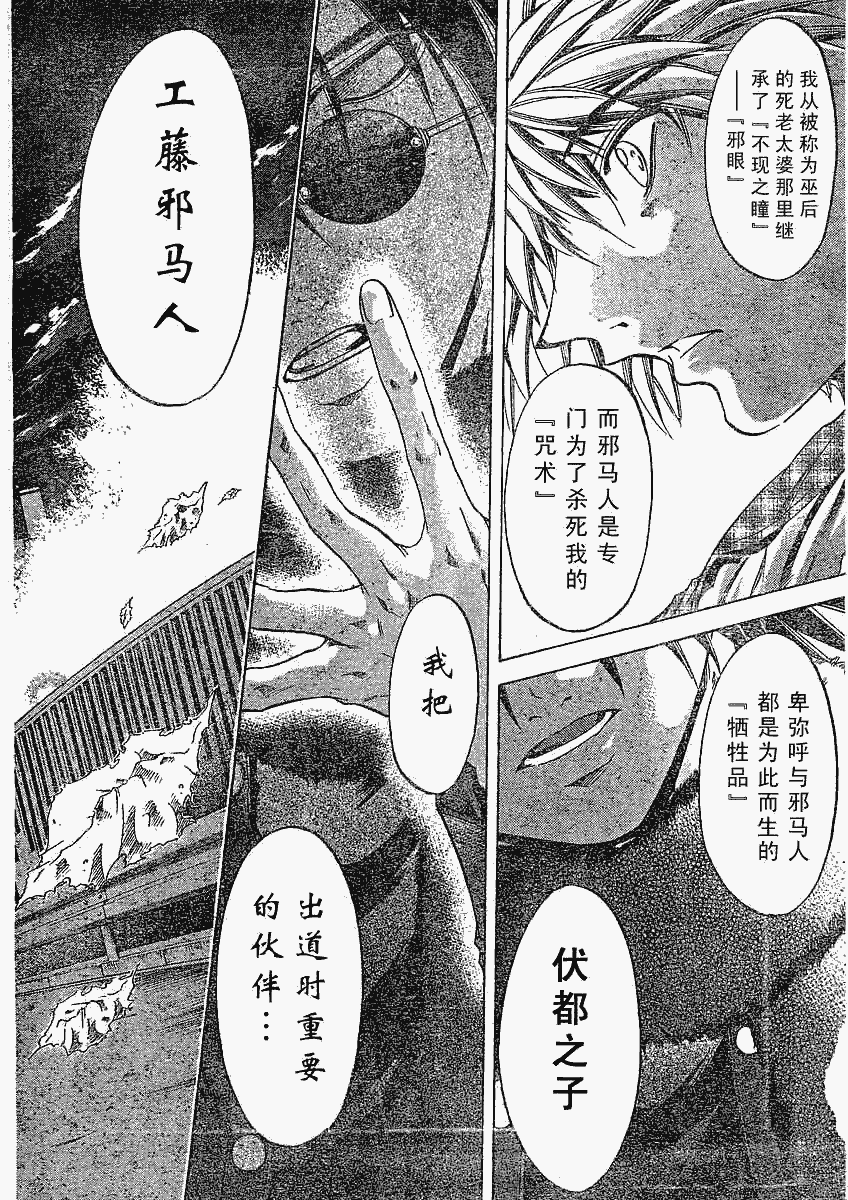 我从被称为巫后
的死老太婆那里继
承了『不现之瞳』
——『邪眼』
而邪马人是专
门为了杀死我的
『咒术』
卑弥呼与邪马人
都是为此而生的
『牺牲品』
伏都之子
我把
出道时重要
的伙伴…
工藤邪马人